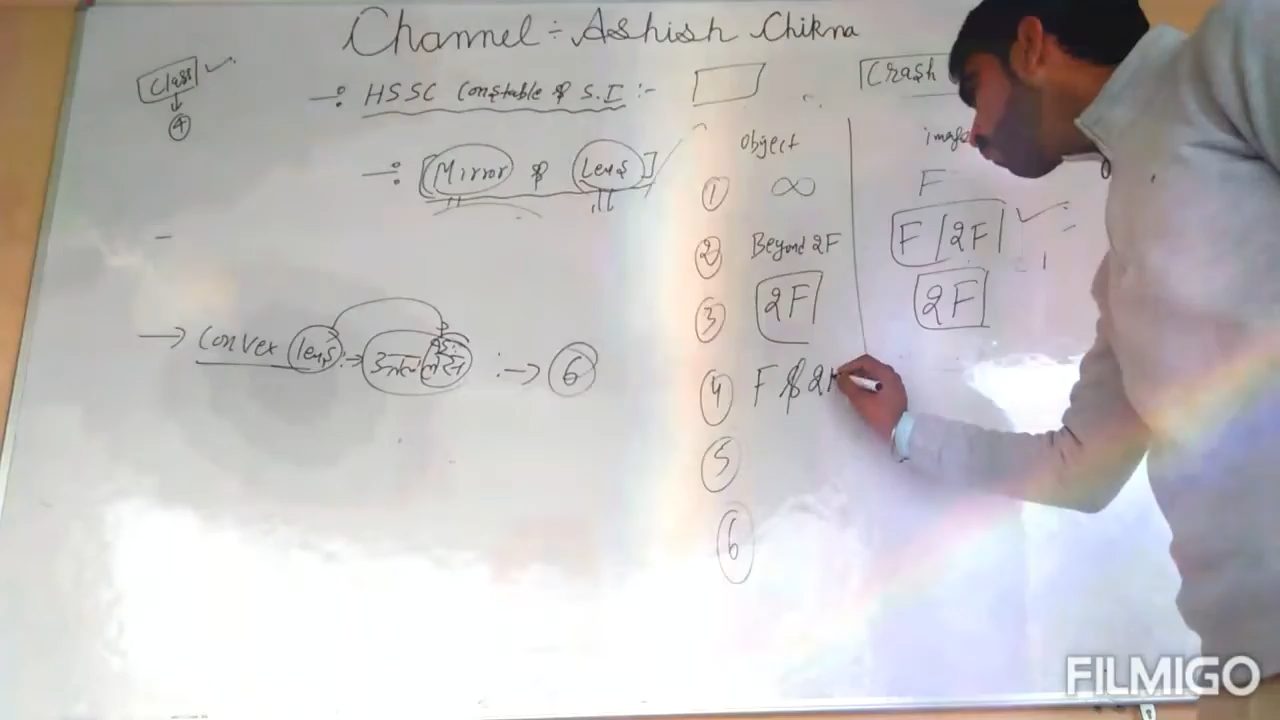 Channel ÷ Ashish Chikna
Class
4
÷ HSSC Constable & S.I :-
Crash
÷ [Mirror & Lens]
object image
① ∞ F
② Beyond 2F F/2F
③ 2F 2F
→ Convex lens :→ उत्तल लेंस :→ ⑥
④ F & 2F
⑤
⑥
FILMIGO